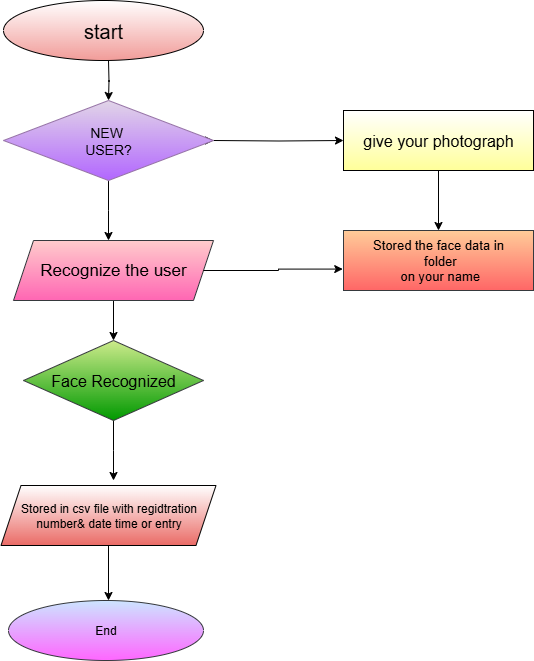 start
NEW
USER?
give your photograph
Recognize the user
Stored the face data in
folder
on your name
Face Recognized
Stored in csv file with regidtration
number& date time or entry
End